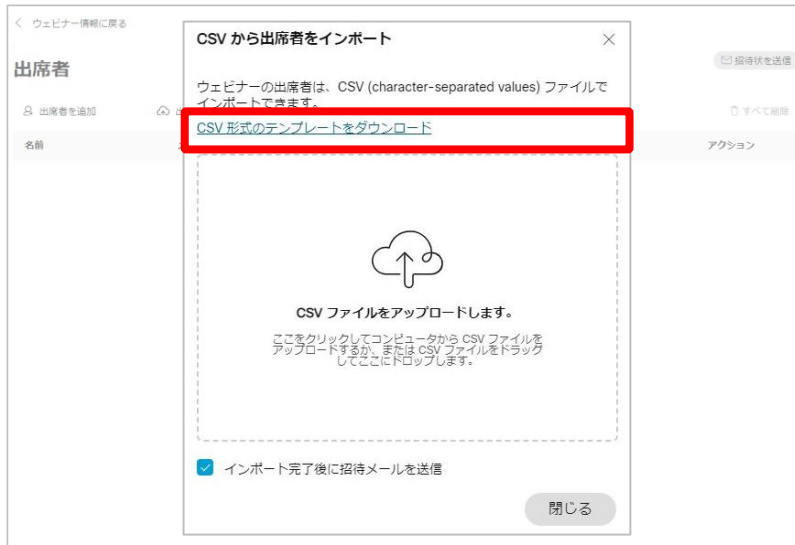 ウェビナー情報に戻る
CSV から出席者をインポート
出席者
招待状を送信
ウェビナーの出席者は、CSV (character-separated values) ファイルで
インポートできます。
出席者を追加
すべて削除
CSV 形式のテンプレートをダウンロード
名前
アクション
CSV ファイルをアップロードします。
ここをクリックしてコンピュータから CSV ファイルを
アップロードするか、または CSV ファイルをドラッグ
してここにドロップします。
インポート完了後に招待メールを送信
閉じる